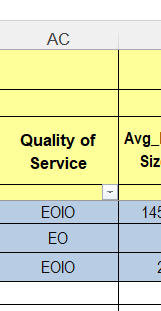 AC
Quality of
Service
Avg_
Siz
EOIO
145
EO
EOIO
2